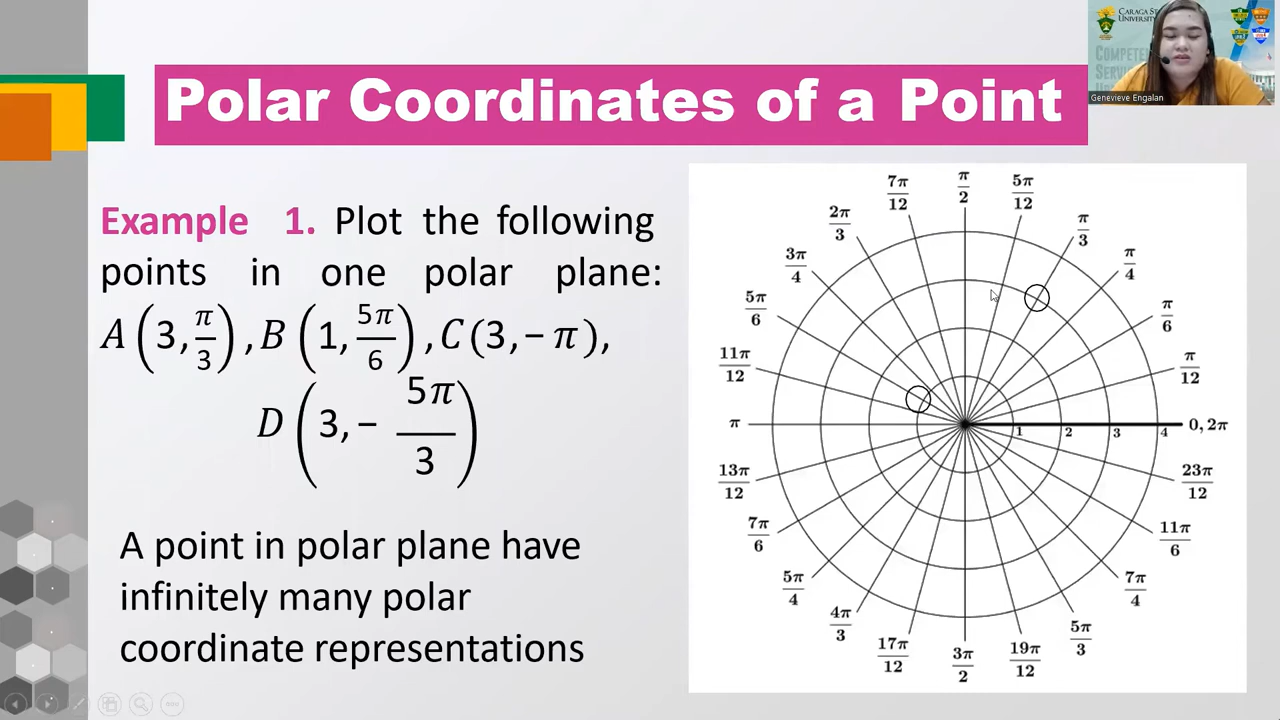 Polar Coordinates of a Point
CARAGA
UNIVERSITY
Genevieve Engalan
Example 1. Plot the following
points in one polar plane:
A(3, π/3), B(1, 5π/6), C(3, − π),
D(3, − 5π/3)
A point in polar plane have
infinitely many polar
coordinate representations
7π/12 π/2 5π/12
2π/3 π/3
3π/4 π/4
5π/6 π/6
11π/12 π/12
π 1 2 3 4 0, 2π
13π/12 23π/12
7π/6 11π/6
5π/4 7π/4
4π/3 5π/3
17π/12 3π/2 19π/12